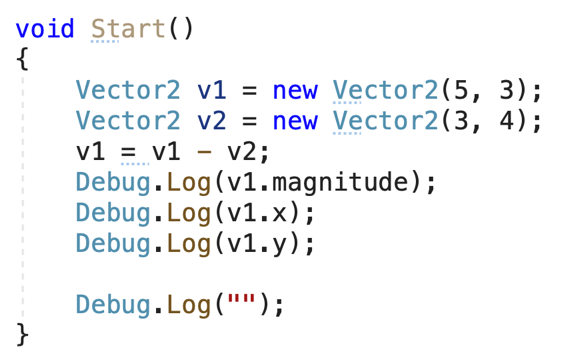 void Start()
{
Vector2 v1 = new Vector2(5, 3);
Vector2 v2 = new Vector2(3, 4);
v1 = v1 - v2;
Debug.Log(v1.magnitude);
Debug.Log(v1.x);
Debug.Log(v1.y);
Debug.Log("");
}